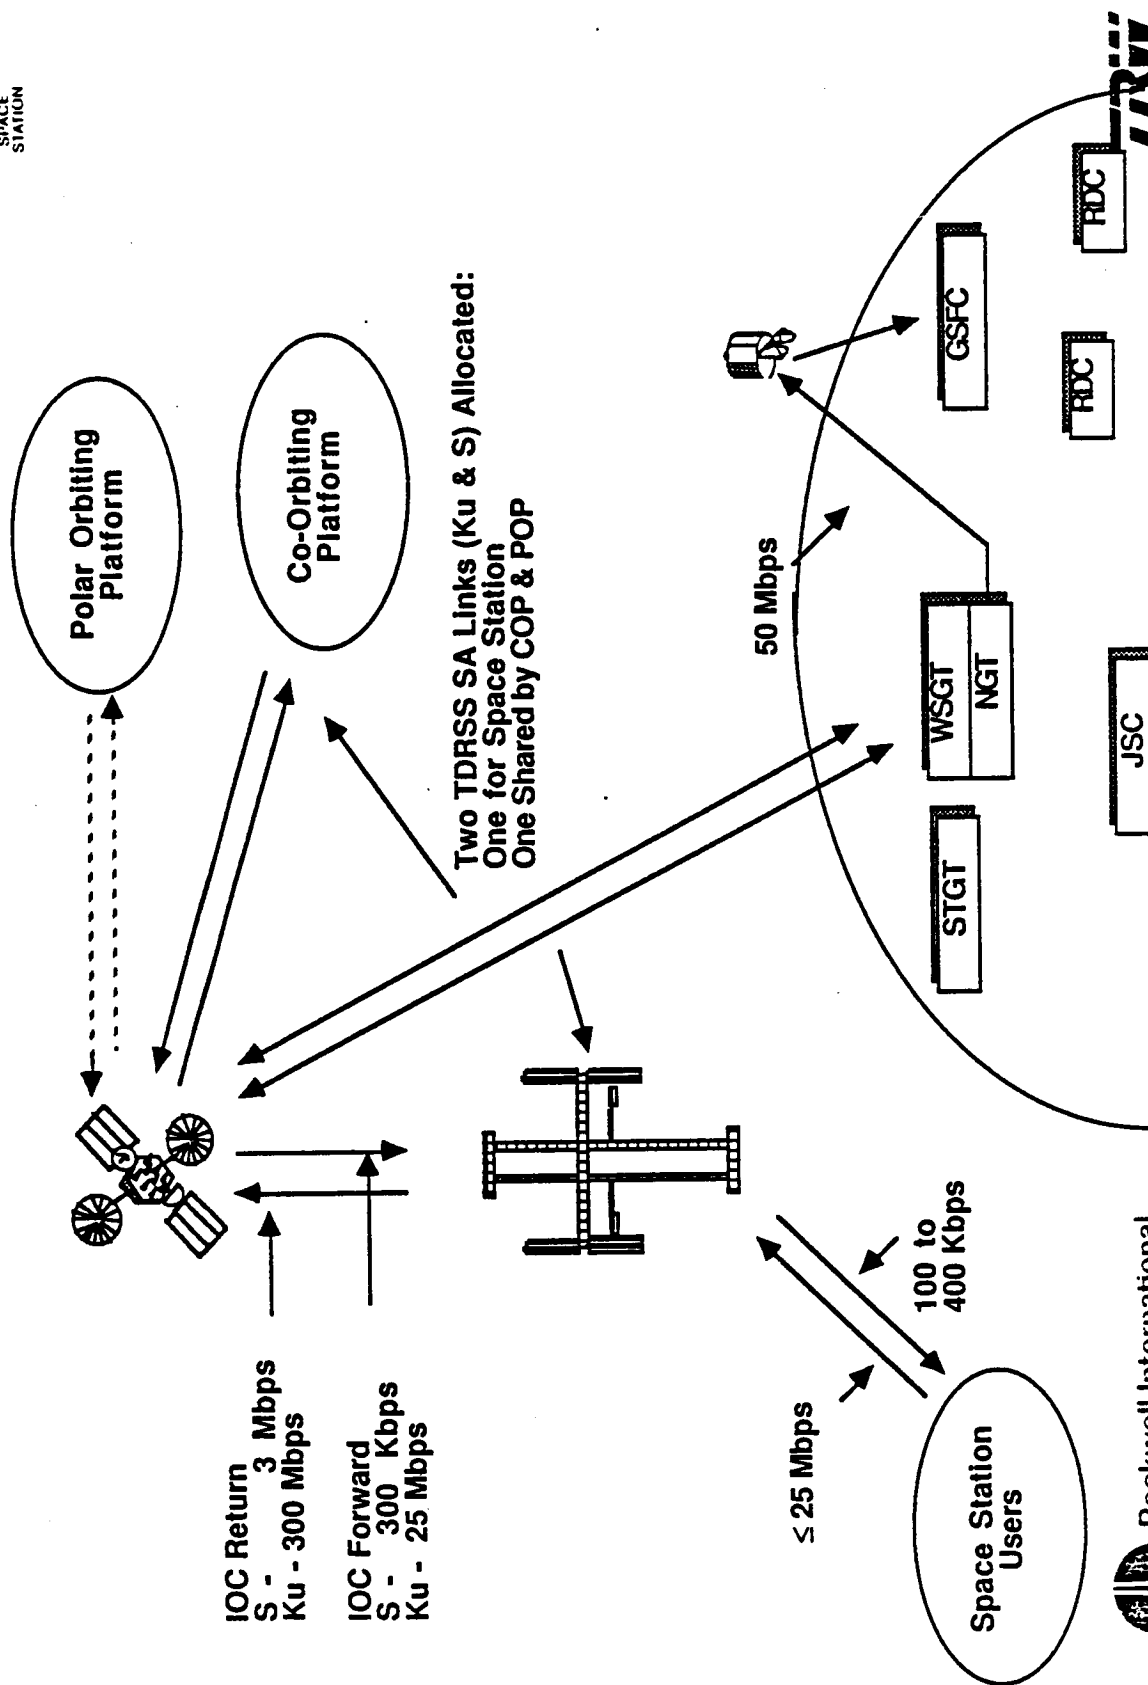 SPACE
STATION
Polar Orbiting
Platform
Co-Orbiting
Platform
IOC Return
S - 3 Mbps
Ku - 300 Mbps
IOC Forward
S - 300 Kbps
Ku - 25 Mbps
Two TDRSS SA Links (Ku & S) Allocated:
One for Space Station
One Shared by COP & POP
≤ 25 Mbps
100 to
400 Kbps
50 Mbps
Space Station
Users
STGT
WSGT
NGT
GSFC
JSC
RDC
RDC
Rockwell International
TRW